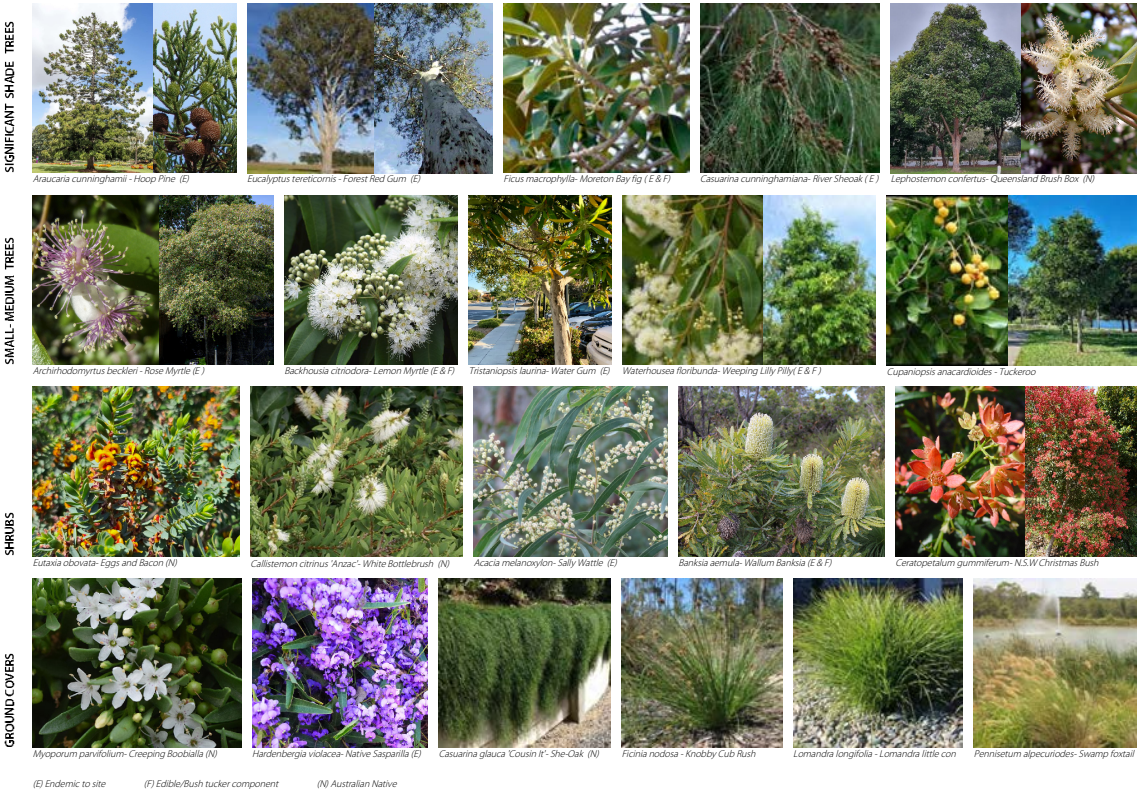 SIGNIFICANT SHADE TREES
Araucaria cunninghamii - Hoop Pine (E)
Eucalyptus tereticornis - Forest Red Gum (E)
Ficus macrophylla- Moreton Bay fig ( E & F)
Casuarina cunninghamiana- River Sheoak ( E )
Lephostemon confertus- Queensland Brush Box (N)
SMALL- MEDIUM TREES
Archirhodomyrtus beckleri - Rose Myrtle (E )
Backhousia citriodora- Lemon Myrtle (E & F)
Tristaniopsis laurina- Water Gum (E)
Waterhousea floribunda- Weeping Lilly Pilly( E & F )
Cupaniopsis anacardioides - Tuckeroo
SHRUBS
Eutaxia obovata- Eggs and Bacon (N)
Callistemon citrinus 'Anzac'- White Bottlebrush (N)
Acacia melanoxylon- Sally Wattle (E)
Banksia aemula- Wallum Banksia (E & F)
Ceratopetalum gummiferum- N.S.W Christmas Bush
GROUND COVERS
Myoporum parvifolium- Creeping Boobialla (N)
Hardenbergia violacea- Native Sasparilla (E)
Casuarina glauca 'Cousin It'- She-Oak (N)
Ficinia nodosa - Knobby Cub Rush
Lomandra longifolia - Lomandra little con
Pennisetum alpecuriodes- Swamp foxtail
(E) Endemic to site
(F) Edible/Bush tucker component
(N) Australian Native